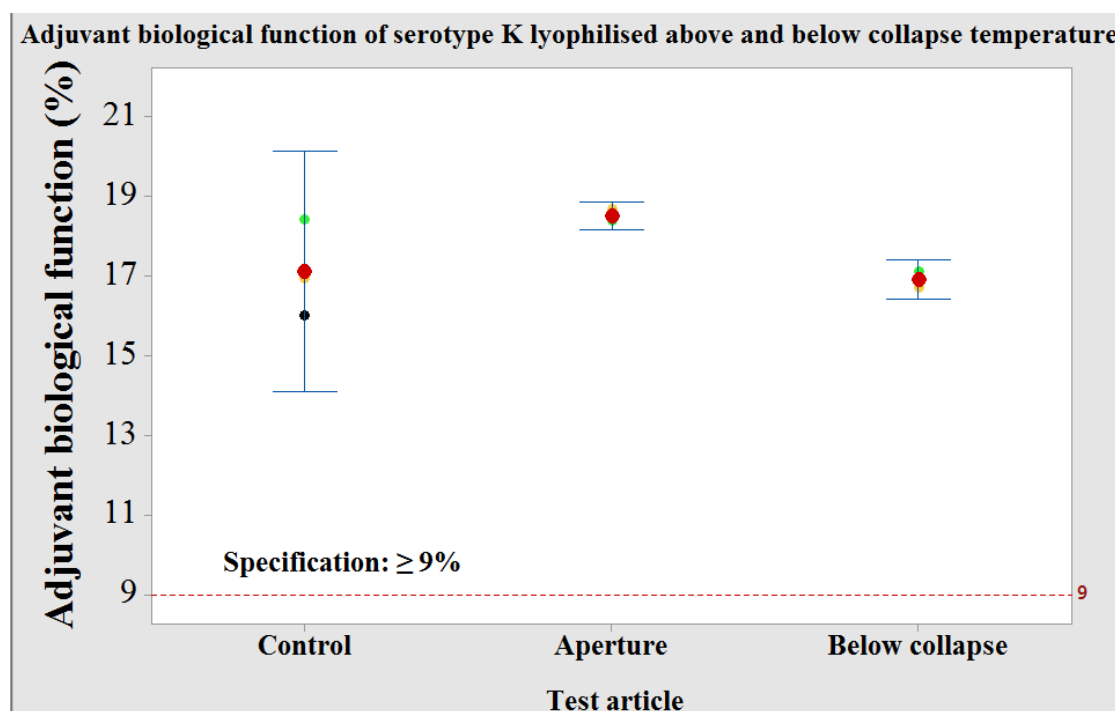 Adjuvant biological function of serotype K lyophilised above and below collapse temperature
Adjuvant biological function (%)
21
19
17
15
13
11
9
Specification: ≥ 9%
9
Control Aperture Below collapse
Test article